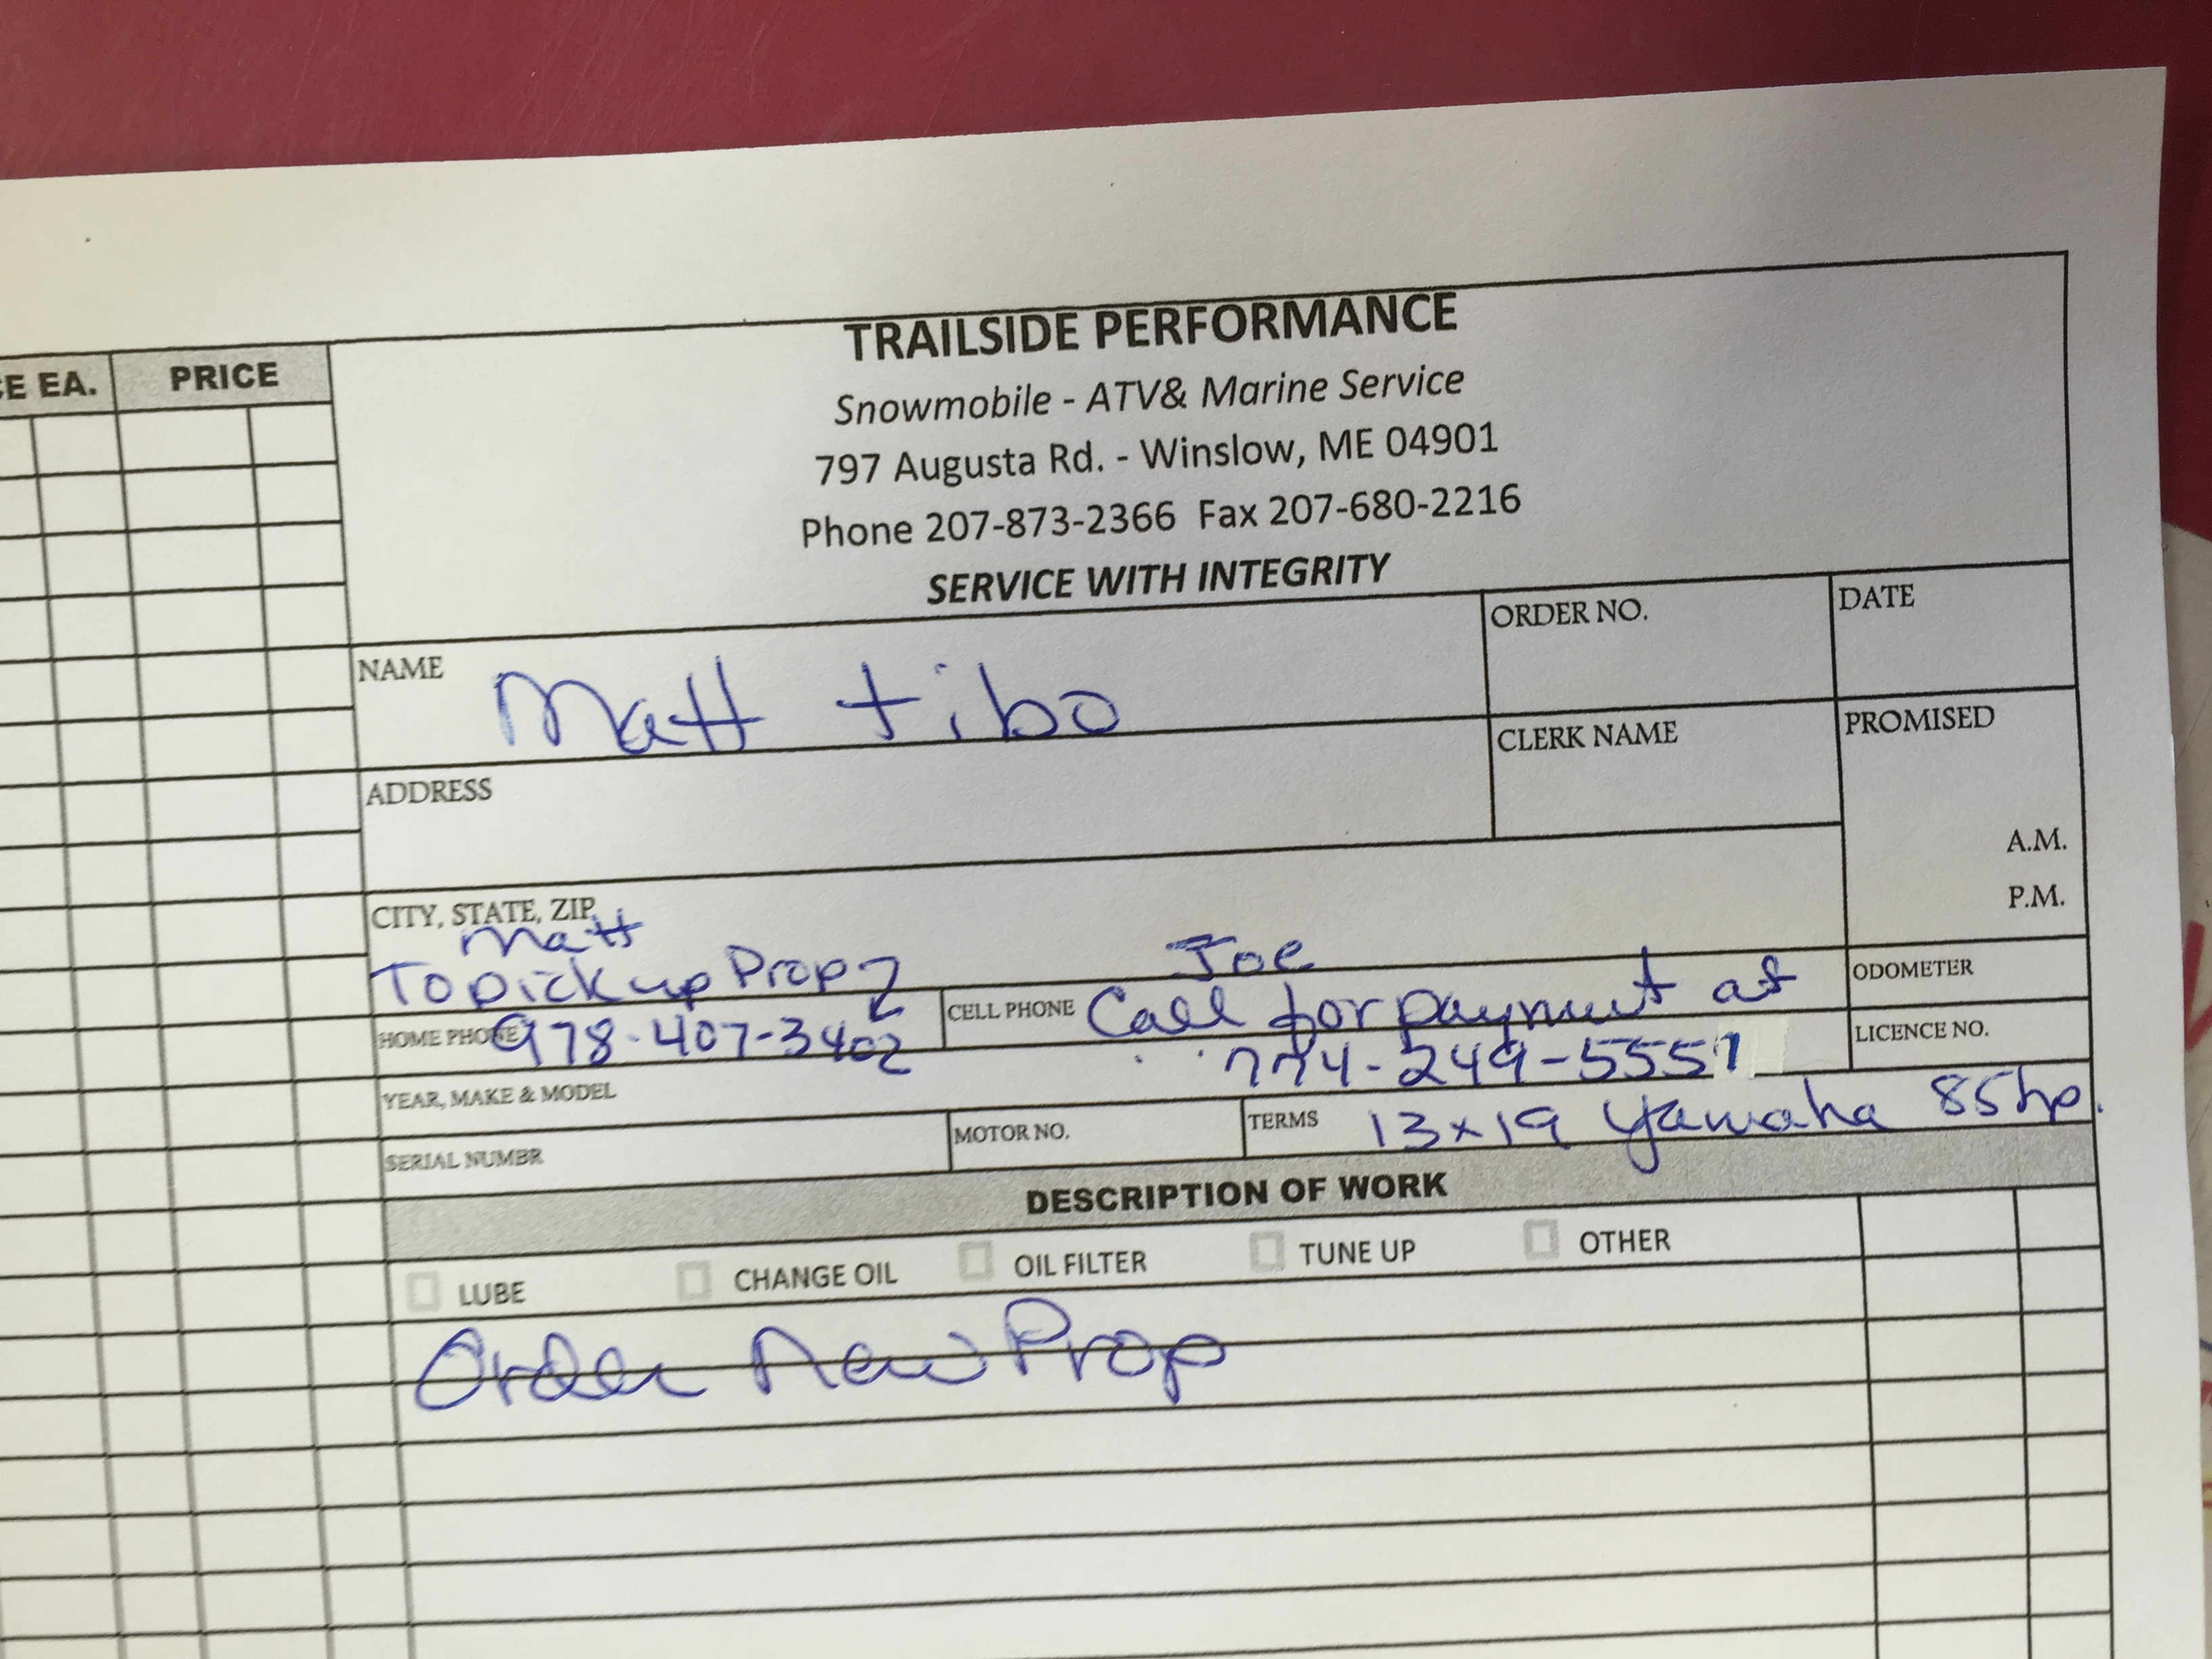 TRAILSIDE PERFORMANCE
Snowmobile - ATV& Marine Service
797 Augusta Rd. - Winslow, ME 04901
Phone 207-873-2366 Fax 207-680-2216
SERVICE WITH INTEGRITY
CE EA. PRICE
NAME Matt tibo
ORDER NO.
DATE
ADDRESS
CLERK NAME
PROMISED
A.M.
P.M.
CITY, STATE, ZIP
Matt
To pick up Prop
Joe
HOME PHONE 978-407-3402
CELL PHONE Call for payment at
774-249-5557
ODOMETER
LICENCE NO.
YEAR, MAKE & MODEL
SERIAL NUMBR
MOTOR NO.
TERMS 13x19 Yamaha 85hp.
DESCRIPTION OF WORK
LUBE CHANGE OIL OIL FILTER TUNE UP OTHER
Order New Prop